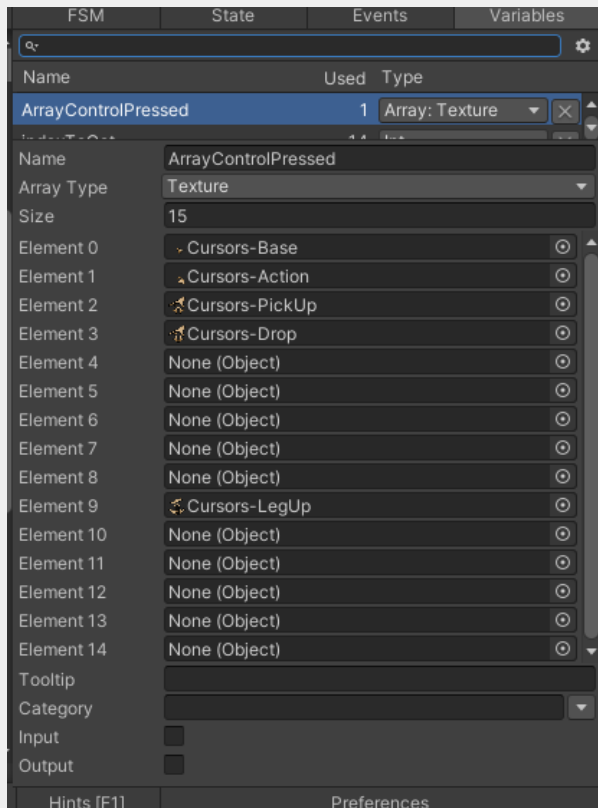 FSM State Events Variables
Name Used Type
ArrayControlPressed 1 Array: Texture
Name ArrayControlPressed
Array Type Texture
Size 15
Element 0 Cursors-Base
Element 1 Cursors-Action
Element 2 Cursors-PickUp
Element 3 Cursors-Drop
Element 4 None (Object)
Element 5 None (Object)
Element 6 None (Object)
Element 7 None (Object)
Element 8 None (Object)
Element 9 Cursors-LegUp
Element 10 None (Object)
Element 11 None (Object)
Element 12 None (Object)
Element 13 None (Object)
Element 14 None (Object)
Tooltip
Category
Input
Output
Hints [F1] Preferences